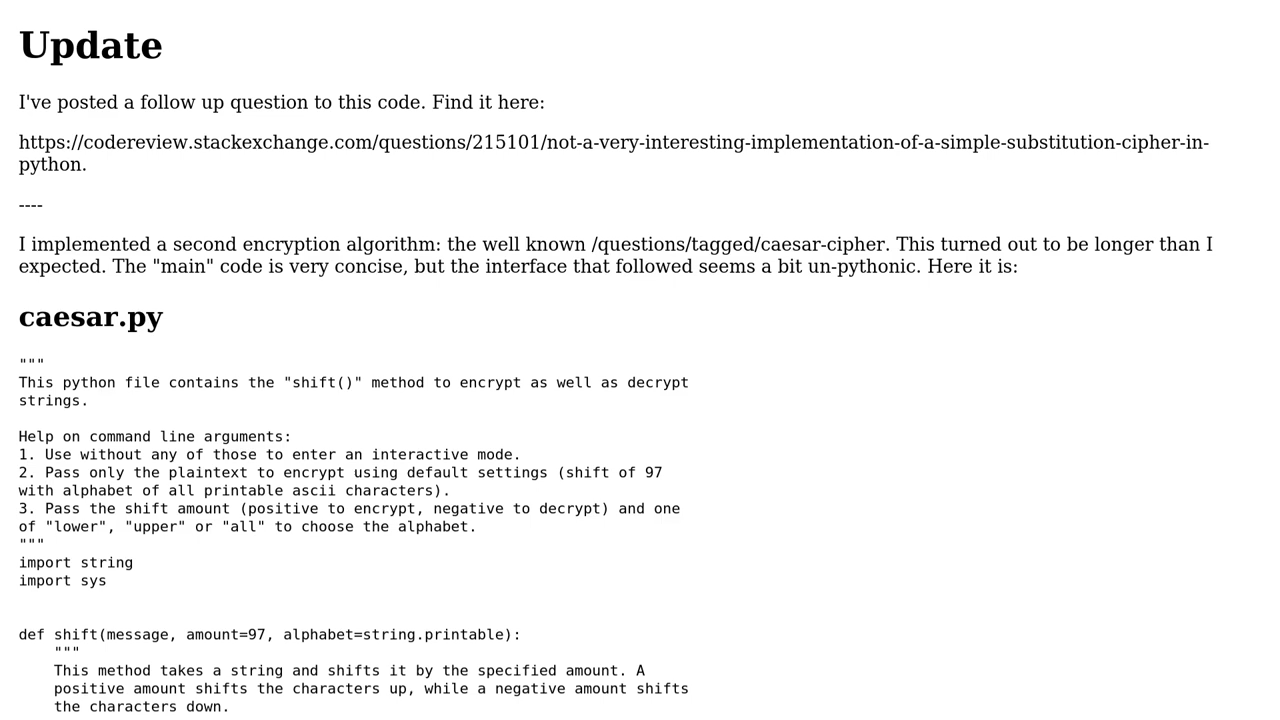 Update
I've posted a follow up question to this code. Find it here:
https://codereview.stackexchange.com/questions/215101/not-a-very-interesting-implementation-of-a-simple-substitution-cipher-in-
python.
----
I implemented a second encryption algorithm: the well known /questions/tagged/caesar-cipher. This turned out to be longer than I
expected. The "main" code is very concise, but the interface that followed seems a bit un-pythonic. Here it is:
caesar.py
"""
This python file contains the "shift()" method to encrypt as well as decrypt
strings.
Help on command line arguments:
1. Use without any of those to enter an interactive mode.
2. Pass only the plaintext to encrypt using default settings (shift of 97
with alphabet of all printable ascii characters).
3. Pass the shift amount (positive to encrypt, negative to decrypt) and one
of "lower", "upper" or "all" to choose the alphabet.
"""
import string
import sys
def shift(message, amount=97, alphabet=string.printable):
    """
    This method takes a string and shifts it by the specified amount. A
    positive amount shifts the characters up, while a negative amount shifts
    the characters down.